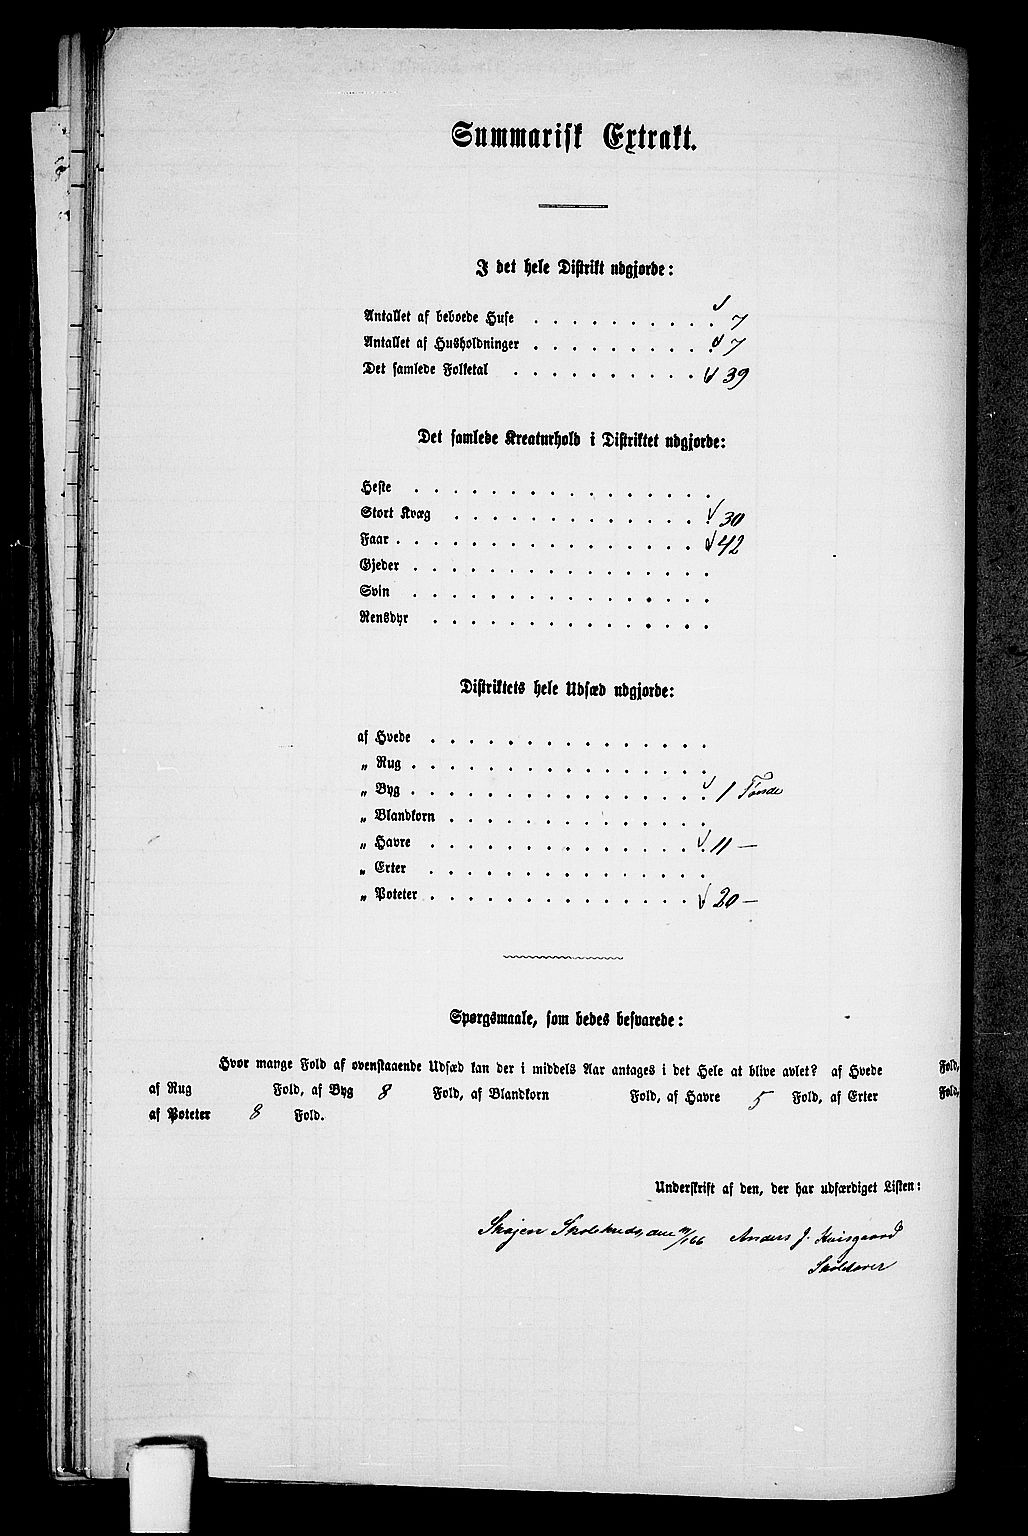 Summarisk Extrakt.
I det hele Distrikt udgjorde:
Antallet af beboede Huse . . . . . . . . . . 7
Antallet af Husholdninger . . . . . . . . . . 7
Det samlede Folketal . . . . . . . . . . . 39
Det samlede Kreaturhold i Distriktet udgjorde:
Heste . . . . . . . . . . . . . . . .
Stort Kvæg . . . . . . . . . . . . . . 30
Faar . . . . . . . . . . . . . . . . . 42
Gjeder . . . . . . . . . . . . . . . .
Svin . . . . . . . . . . . . . . . .
Rensdyr . . . . . . . . . . . . . . .
Distriktets hele Udsæd udgjorde:
af Hvede . . . . . . . . . . . . . . .
„ Rug . . . . . . . . . . . . . . . .
„ Byg . . . . . . . . . . . . . . . . 1 Tønde
„ Blandkorn . . . . . . . . . . . . . .
„ Havre . . . . . . . . . . . . . . . 11 —
„ Erter . . . . . . . . . . . . . . .
„ Poteter . . . . . . . . . . . . . . . 20 —
Spørgsmaale, som bedes besvarede:
Hvor mange Fold af ovenstaaende Udsæd kan der i middels Aar antages i det Hele at blive avlet? af Hvede Fold,
af Rug Fold, af Byg 8 Fold, af Blandkorn Fold, af Havre 5 Fold, af Erter Fold,
af Poteter 8 Fold.
Underskrift af den, der har udfærdiget Listen:
Skolekreds, den /66 Anders J.